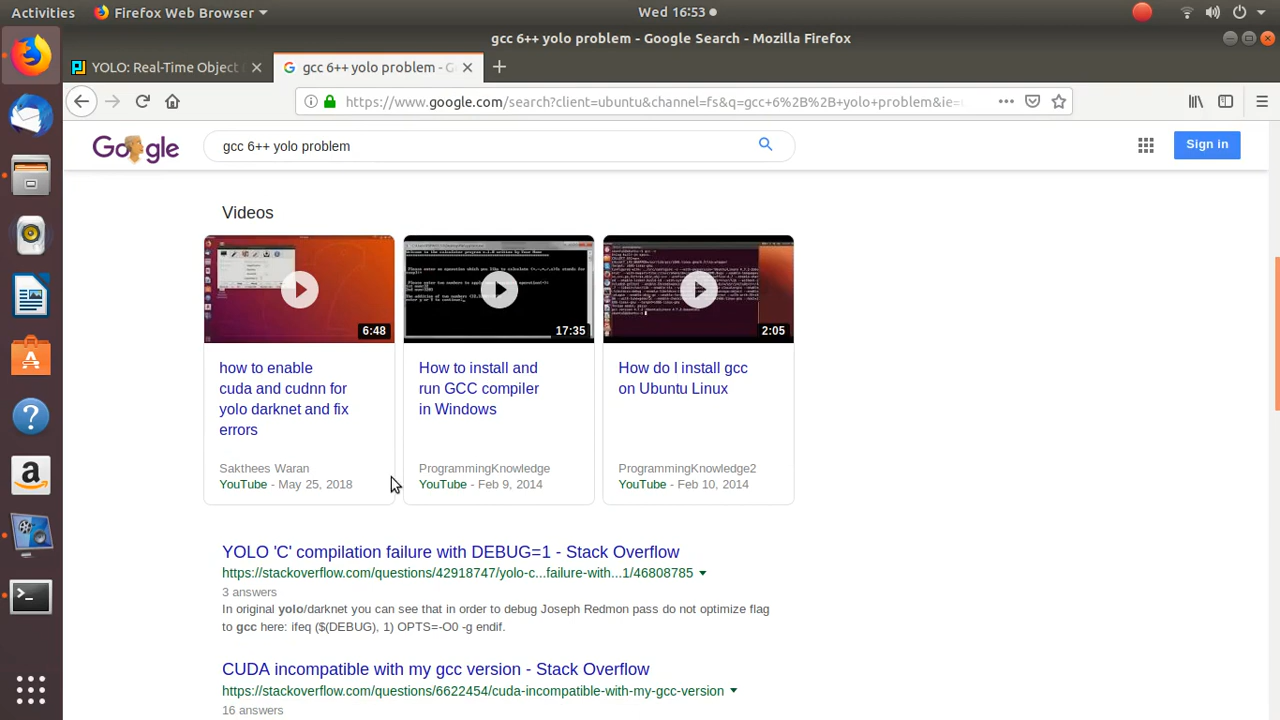 Activities
Firefox Web Browser
Wed 16:53
gcc 6++ yolo problem - Google Search - Mozilla Firefox
YOLO: Real-Time Object
gcc 6++ yolo problem - G
https://www.google.com/search?client=ubuntu&channel=fs&q=gcc+6%2B%2B+yolo+problem&ie=
Google
gcc 6++ yolo problem
Sign in
Videos
6:48
17:35
2:05
how to enable
cuda and cudnn for
yolo darknet and fix
errors
Sakthees Waran
YouTube - May 25, 2018
How to install and
run GCC compiler
in Windows
ProgrammingKnowledge
YouTube - Feb 9, 2014
How do I install gcc
on Ubuntu Linux
ProgrammingKnowledge2
YouTube - Feb 10, 2014
YOLO 'C' compilation failure with DEBUG=1 - Stack Overflow
https://stackoverflow.com/questions/42918747/yolo-c...failure-with...1/46808785
3 answers
In original yolo/darknet you can see that in order to debug Joseph Redmon pass do not optimize flag
to gcc here: ifeq ($(DEBUG), 1) OPTS=-O0 -g endif.
CUDA incompatible with my gcc version - Stack Overflow
https://stackoverflow.com/questions/6622454/cuda-incompatible-with-my-gcc-version
16 answers